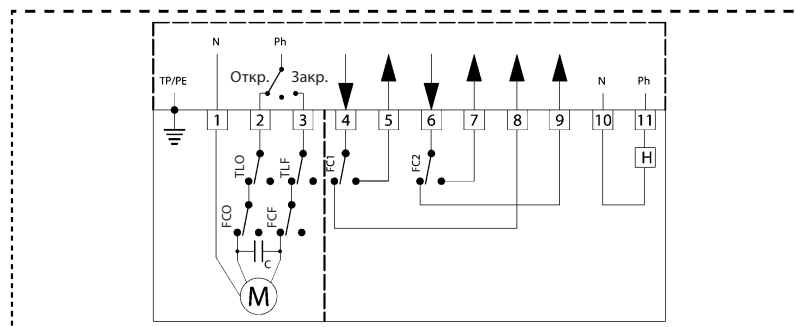 N Ph N Ph
TP/PE Откр. Закр.
1 2 3 4 5 6 7 8 9 10 11
TLO TLF FC1 FC2 H
FCO FCF
C
M